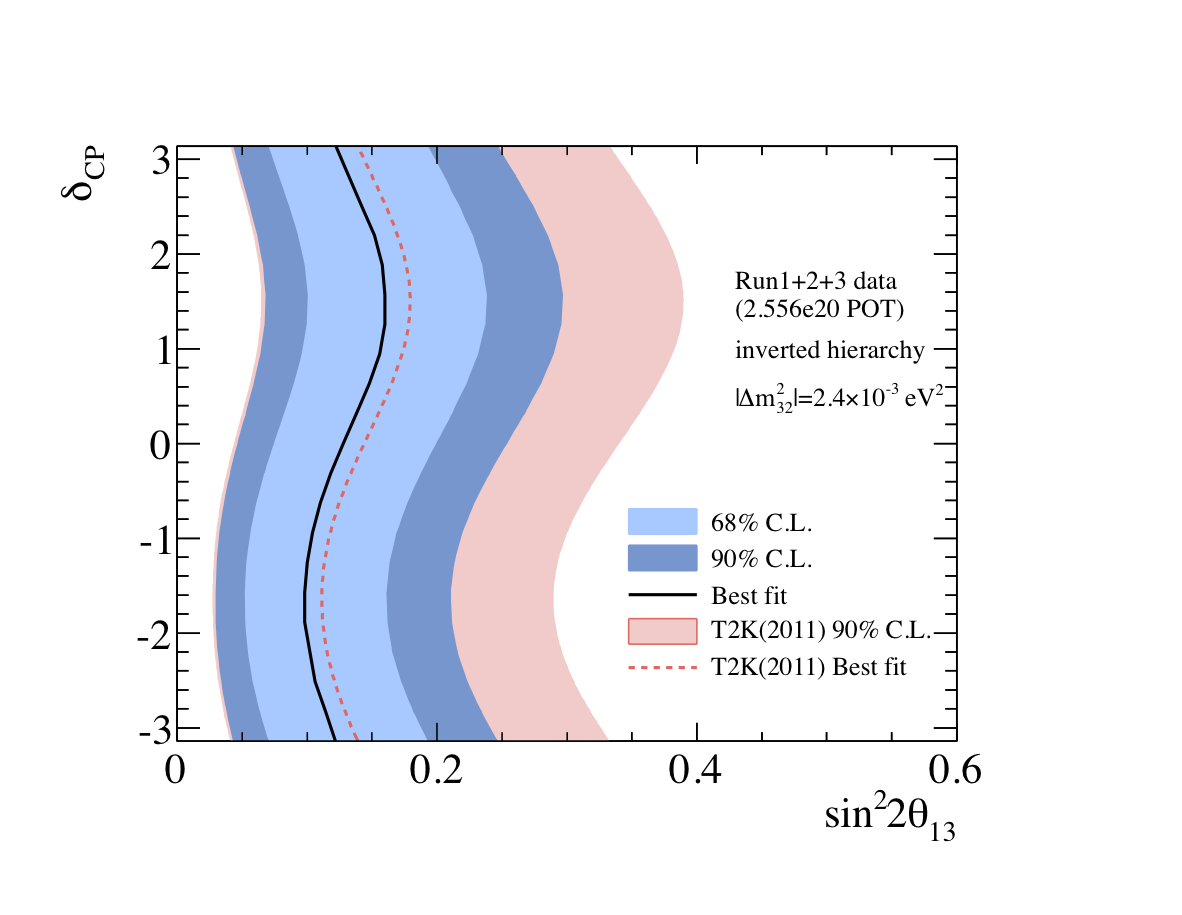 δCP
3
2
1
0
-1
-2
-3
Run1+2+3 data
(2.556e20 POT)
inverted hierarchy
|Δm²₃₂|=2.4×10⁻³ eV²
68% C.L.
90% C.L.
Best fit
T2K(2011) 90% C.L.
T2K(2011) Best fit
0 0.2 0.4 0.6
sin²2θ₁₃